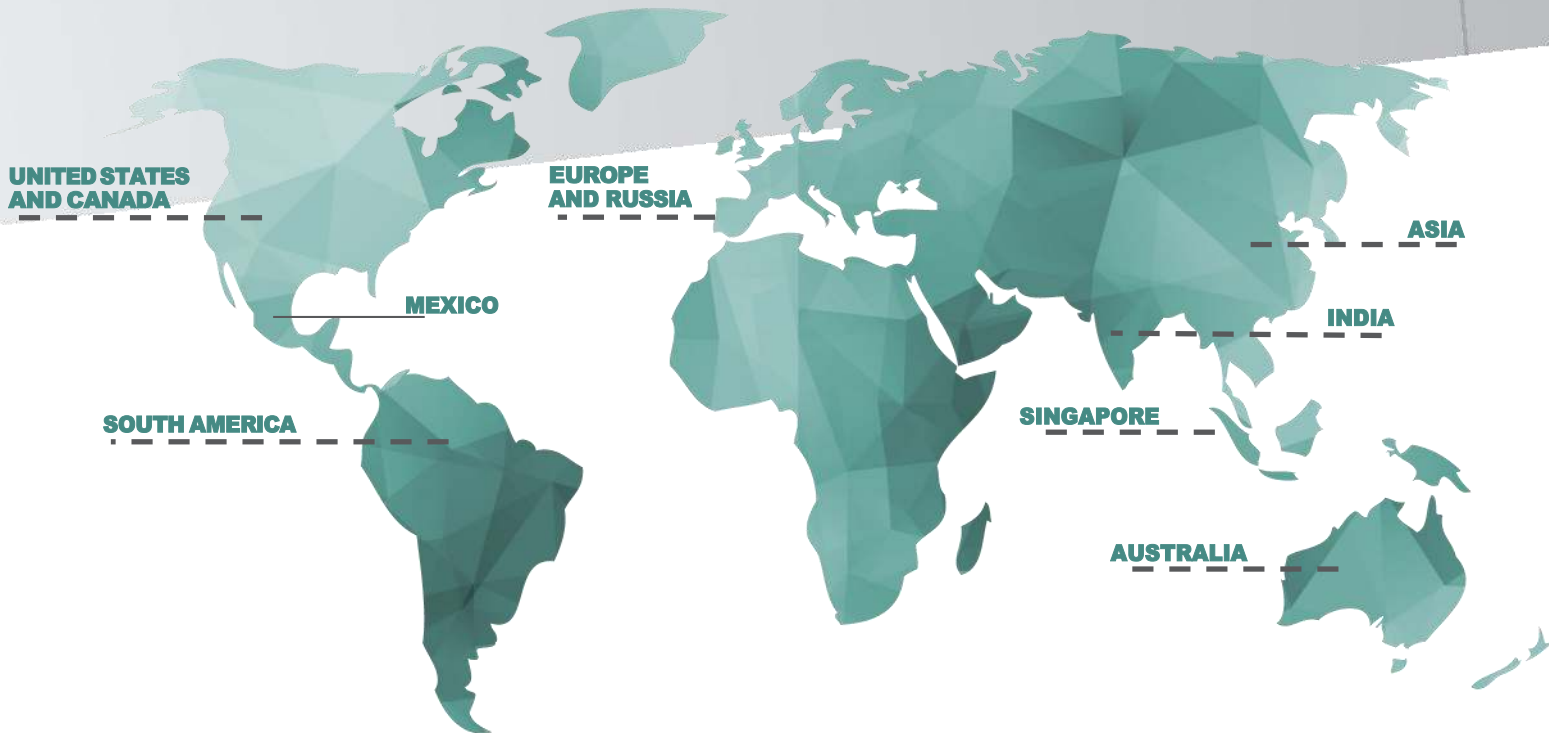 UNITED STATES
AND CANADA
EUROPE
AND RUSSIA
ASIA
MEXICO
INDIA
SOUTH AMERICA
SINGAPORE
AUSTRALIA